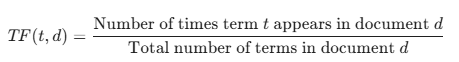 TF(t, d) = Number of times term t appears in document d / Total number of terms in document d